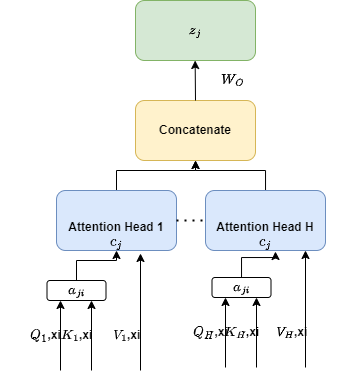 z_j
W_O
Concatenate
Attention Head 1 .... Attention Head H
c_j c_j
a_{ji} a_{ji}
Q_1,xi K_1,xi V_1,xi Q_H,xi K_H,xi V_H,xi